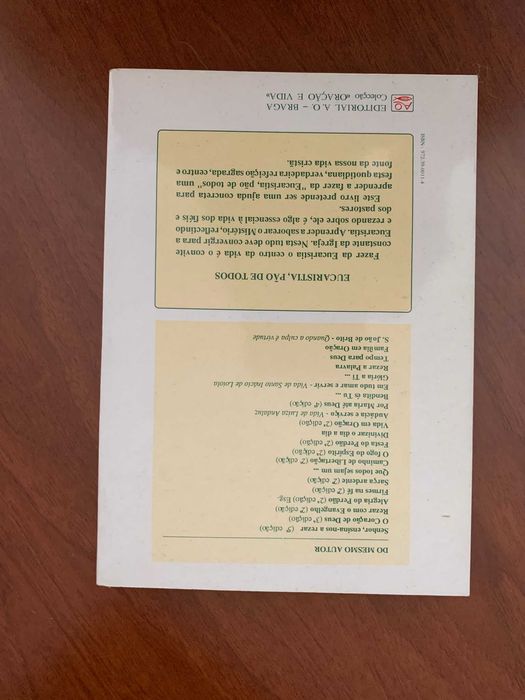 DO MESMO AUTOR
Senhor, ensina-nos a rezar (5ª edição)
O Coração de Deus (3ª edição)
Rezar com o Evangelho (2ª edição)
Alegria do Perdão (2ª edição) Esg.
Firmes na fé (2ª edição)
Sarça ardente (2ª edição)
Que todos sejam um ...
Caminho de Libertação (2ª edição)
O fogo do Espírito (2ª edição)
Festa do Perdão (2ª edição)
Divinizar o dia a dia
Vida em Oração (2ª edição)
Audácia e serviço - Vida de Luiza Andaluz
Por Maria até Deus (4ª edição)
Bendita és Tu ...
Em tudo amar e servir - Vida de Santo Inácio de Loiola
Glória a Ti ...
Rezar a Palavra
Tempo para Deus
Família em Oração
S. João de Brito - Quando a culpa é virtude
EUCARISTIA, PÃO DE TODOS
Fazer da Eucaristia o centro da vida é o convite
constante da Igreja. Nesta tudo deve convergir para a
Eucaristia. Aprender a saborear o Mistério, reflectindo
e rezando sobre ele, é algo essencial à vida dos fiéis e
dos pastores.
Este livro pretende ser uma ajuda concreta para
aprender a fazer da "Eucaristia, pão de todos" uma
festa quotidiana, verdadeira refeição sagrada, centro e
fonte da nossa vida cristã.
ISBN, 972-39-0011-4
EDITORIAL A. O. – BRAGA
Colecção «ORAÇÃO E VIDA»
AO